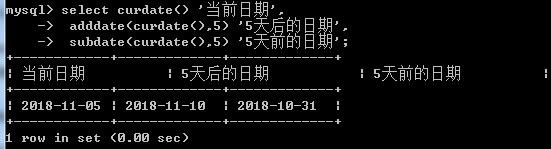 mysql> select curdate() '当前日期',
    -> adddate(curdate(),5) '5天后的日期',
    -> subdate(curdate(),5) '5天前的日期';
+------------+-------------+-------------+
| 当前日期 | 5天后的日期 | 5天前的日期 |
+------------+-------------+-------------+
| 2018-11-05 | 2018-11-10 | 2018-10-31 |
+------------+-------------+-------------+
1 row in set (0.00 sec)